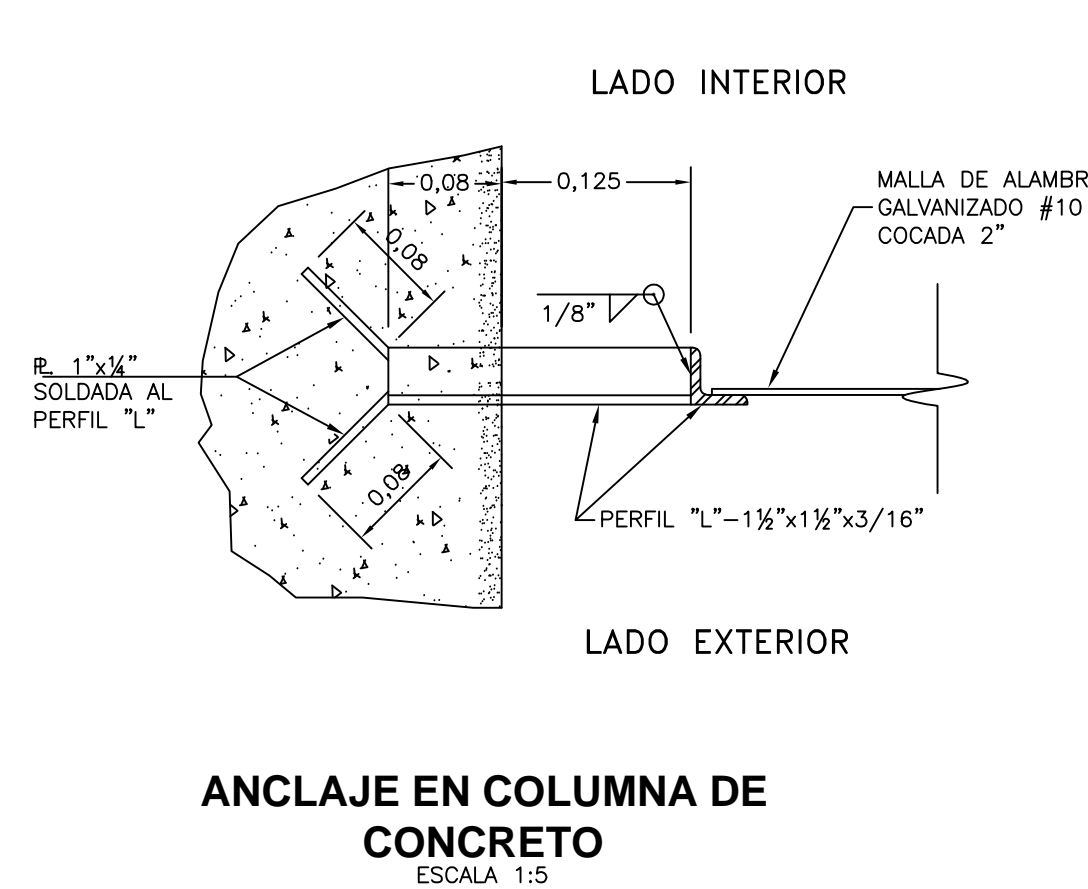 LADO INTERIOR
0,08
0,125
MALLA DE ALAMBR
GALVANIZADO #10
COCADA 2"
0,08
1/8"
PL 1"x¼"
SOLDADA AL
PERFIL "L"
0,08
PERFIL "L"-1½"x1½"x3/16"
LADO EXTERIOR
ANCLAJE EN COLUMNA DE
CONCRETO
ESCALA 1:5